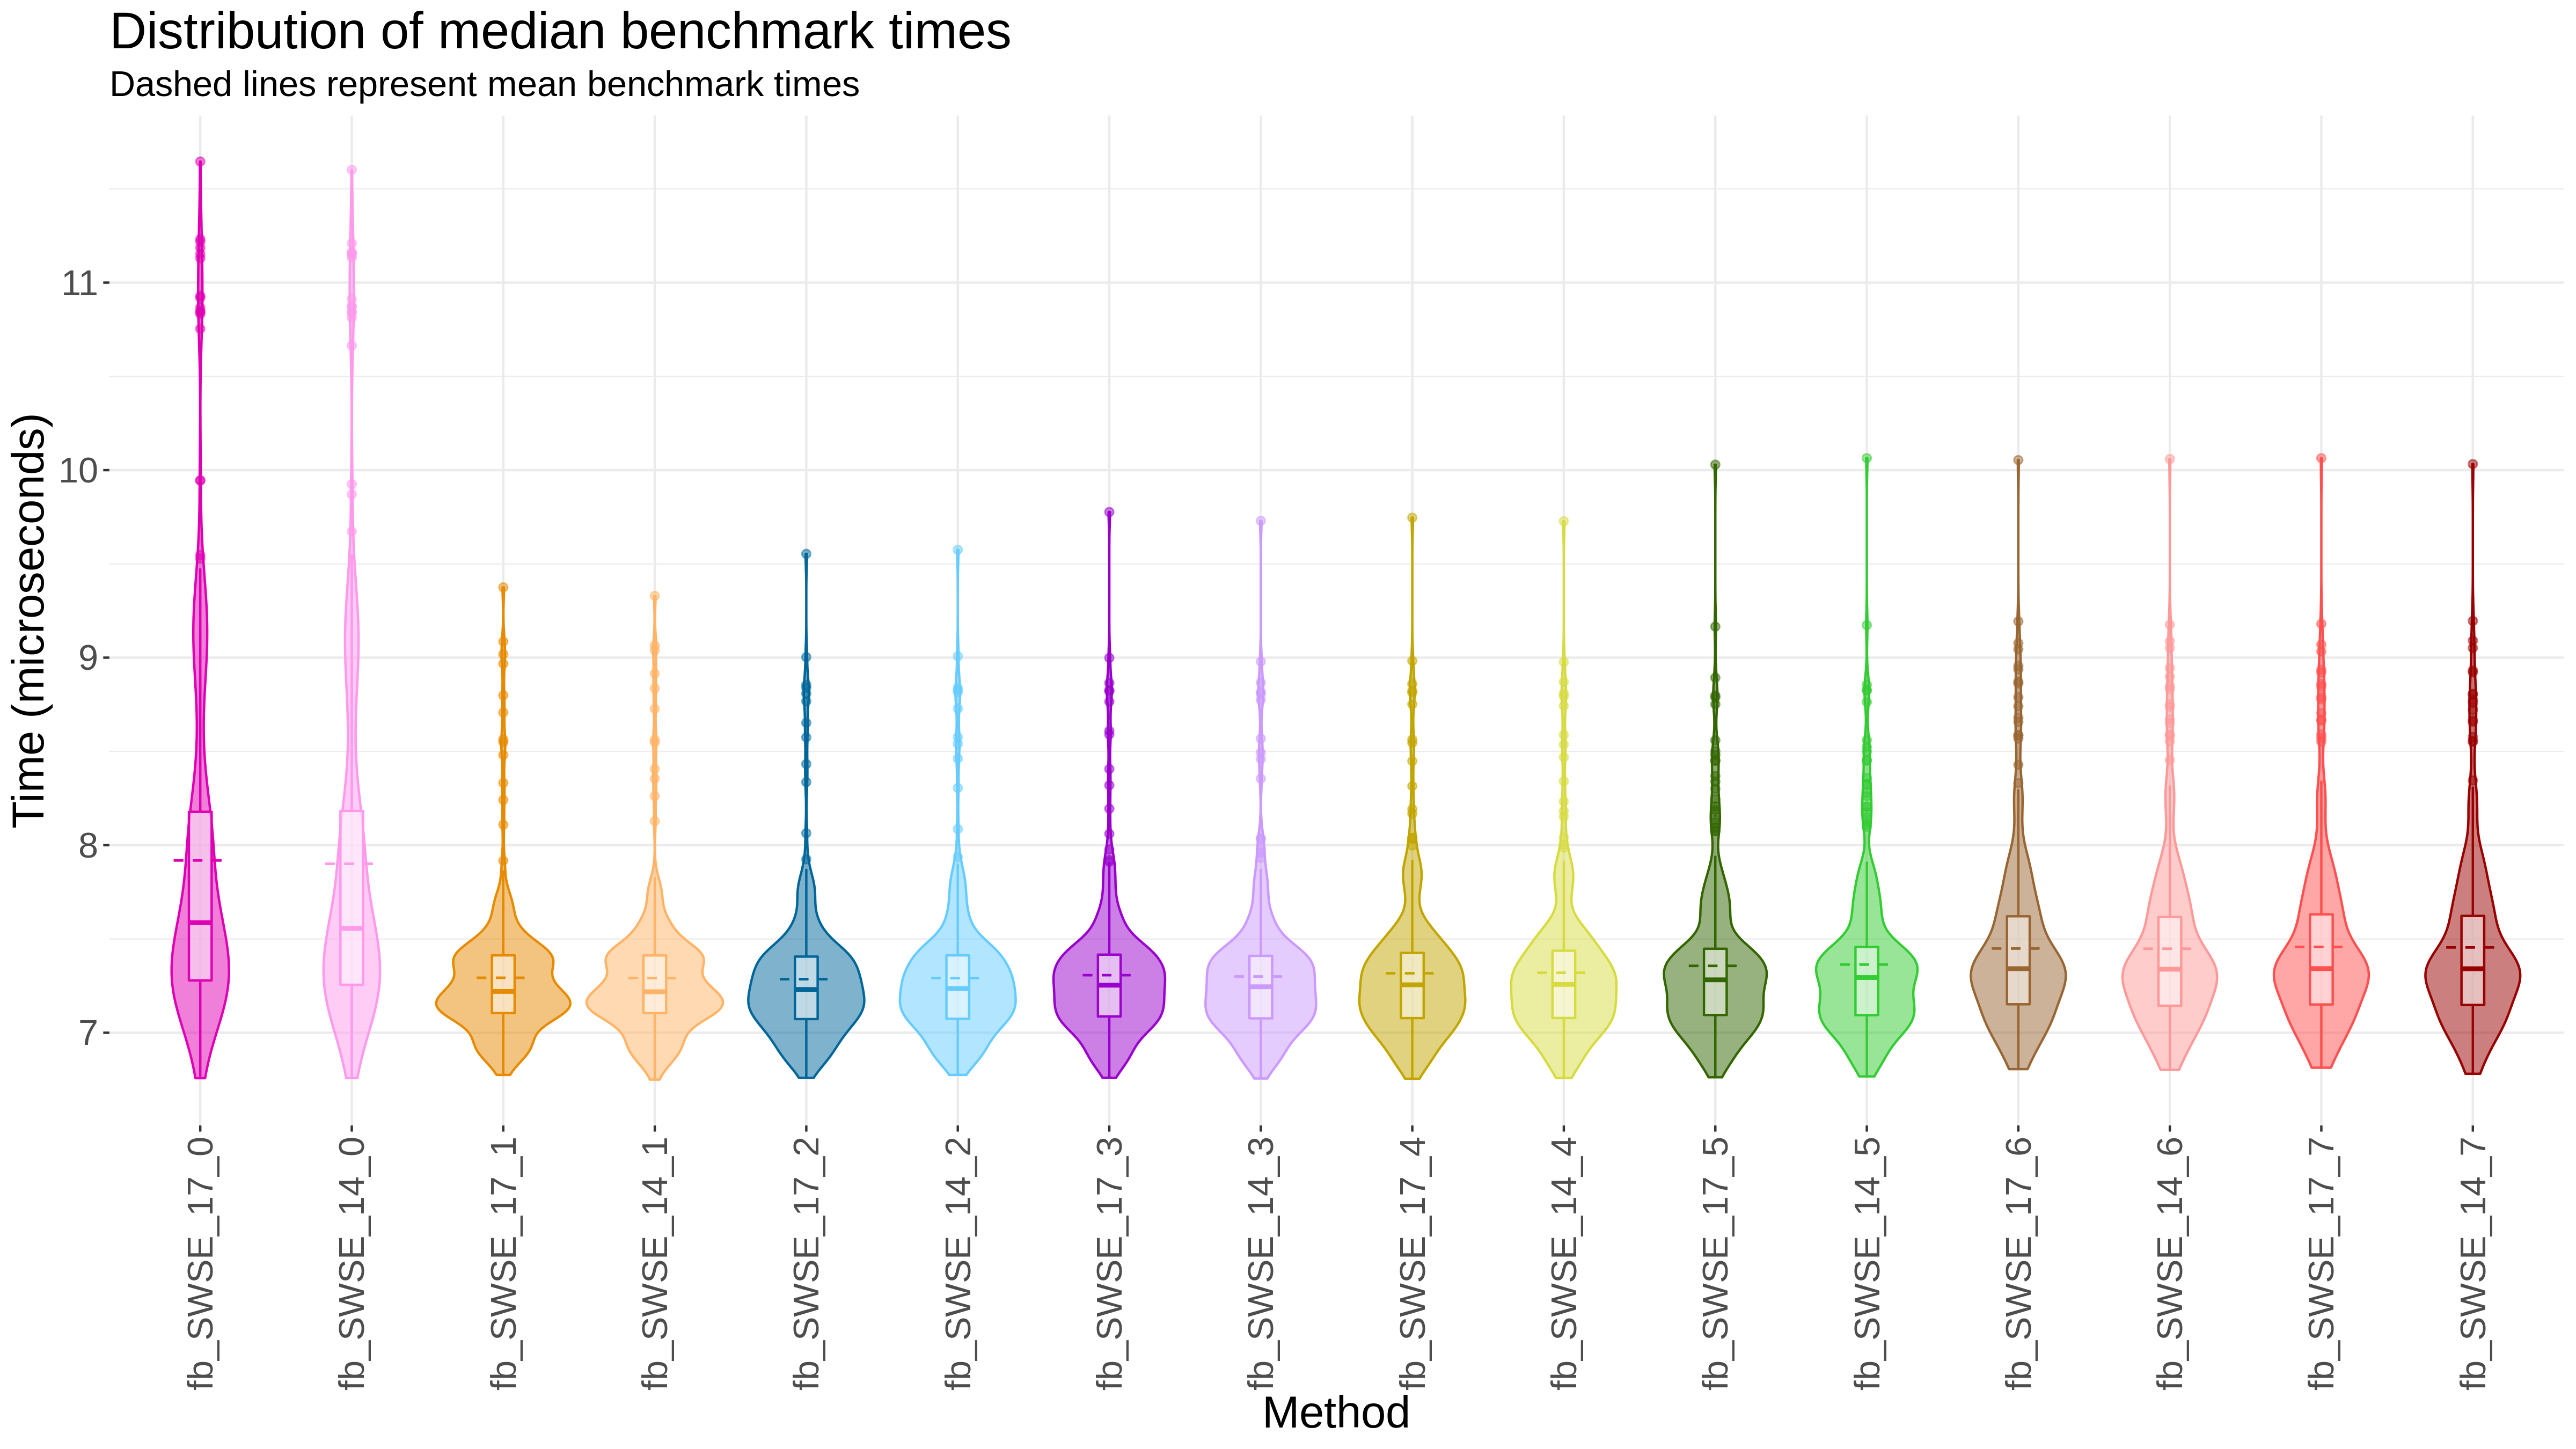 Distribution of median benchmark times
Dashed lines represent mean benchmark times
Time (microseconds)
11
10
9
8
7
fb_SWSE_17_0
fb_SWSE_14_0
fb_SWSE_17_1
fb_SWSE_14_1
fb_SWSE_17_2
fb_SWSE_14_2
fb_SWSE_17_3
fb_SWSE_14_3
fb_SWSE_17_4
fb_SWSE_14_4
fb_SWSE_17_5
fb_SWSE_14_5
fb_SWSE_17_6
fb_SWSE_14_6
fb_SWSE_17_7
fb_SWSE_14_7
Method